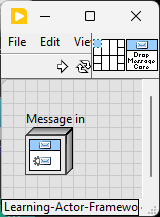 File Edit Vie
Drop
Message
Core
Message in
Learning-Actor-Framewo